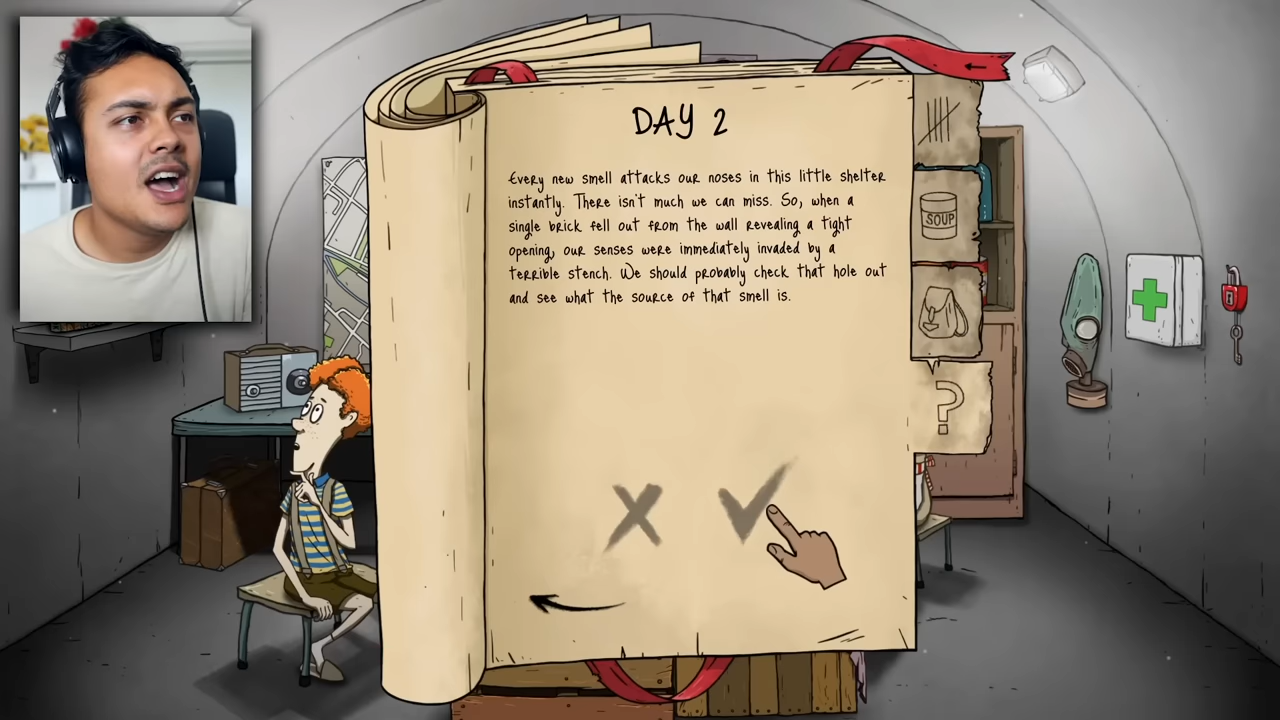 DAY 2
Every new smell attacks our noses in this little shelter
instantly. There isn't much we can miss. So, when a
single brick fell out from the wall revealing a tight
opening, our senses were immediately invaded by a
terrible stench. We should probably check that hole out
and see what the source of that smell is.
SOUP
?